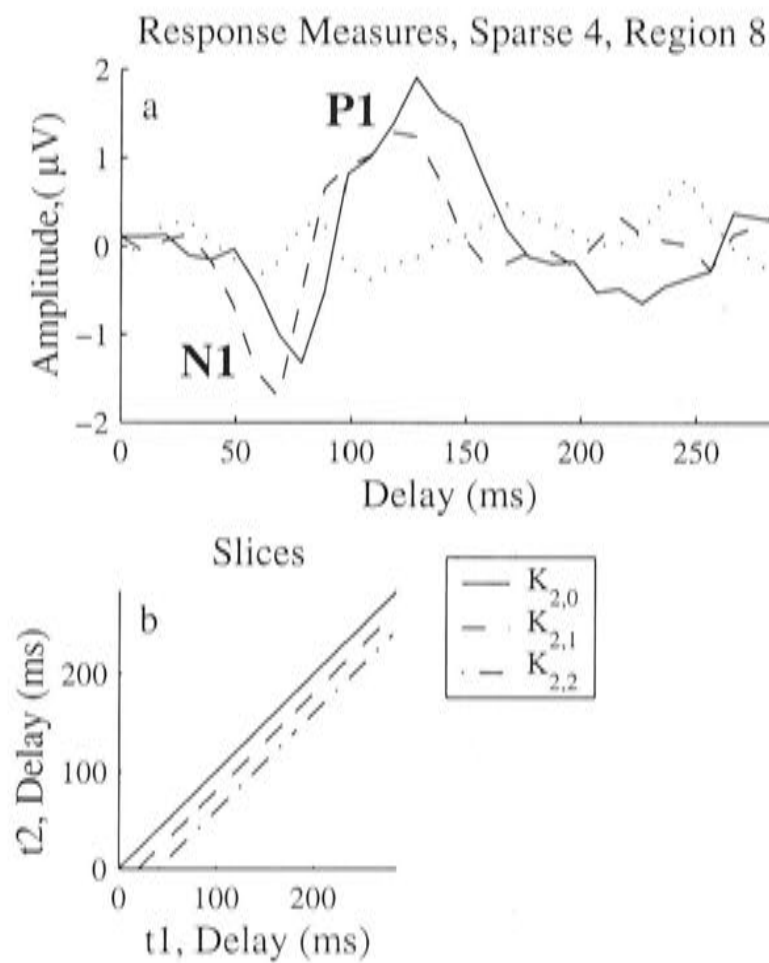 Response Measures, Sparse 4, Region 8
a
P1
N1
Amplitude,( µV)
2
1
0
−1
−2
0 50 100 150 200 250
Delay (ms)
Slices
b
t2, Delay (ms)
200
100
0
0 100 200
t1, Delay (ms)
K2,0
K2,1
K2,2